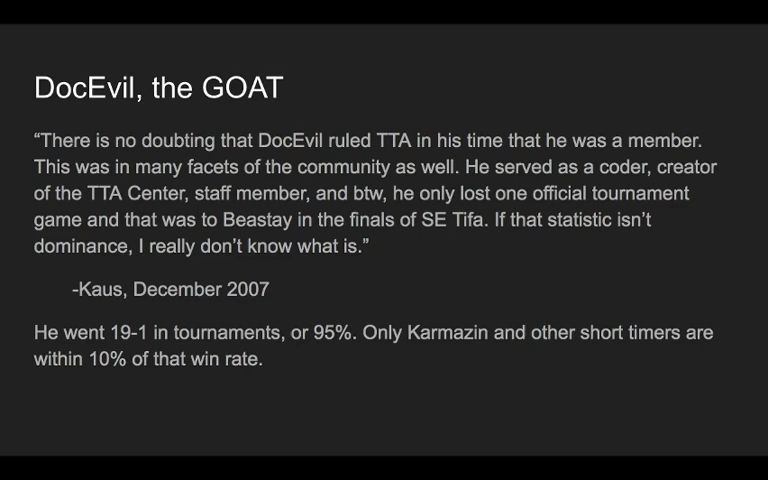 DocEvil, the GOAT
“There is no doubting that DocEvil ruled TTA in his time that he was a member.
This was in many facets of the community as well. He served as a coder, creator
of the TTA Center, staff member, and btw, he only lost one official tournament
game and that was to Beastay in the finals of SE Tifa. If that statistic isn’t
dominance, I really don’t know what is.”
-Kaus, December 2007
He went 19-1 in tournaments, or 95%. Only Karmazin and other short timers are
within 10% of that win rate.